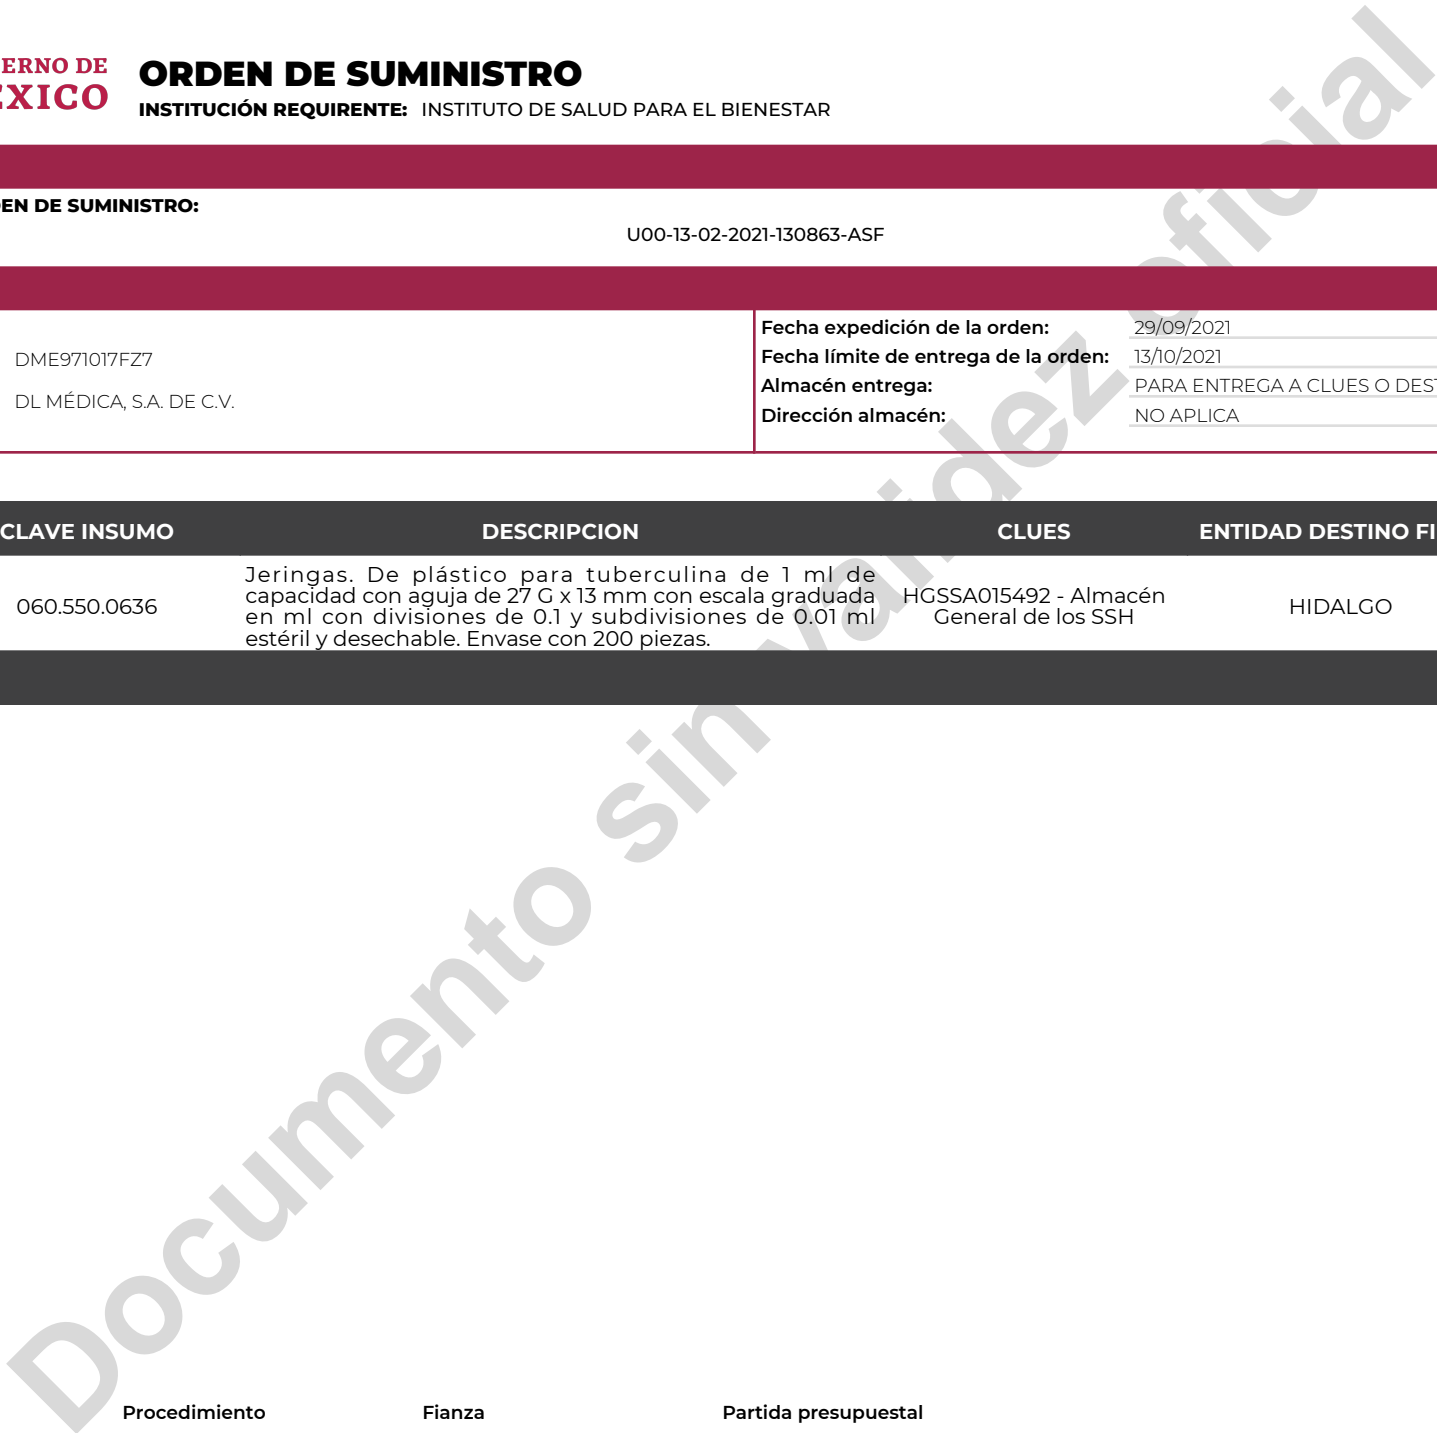 ERNO DE
EXICO
ORDEN DE SUMINISTRO
INSTITUCIÓN REQUIRENTE: INSTITUTO DE SALUD PARA EL BIENESTAR
EN DE SUMINISTRO:
U00-13-02-2021-130863-ASF
DME971017FZ7
DL MÉDICA, S.A. DE C.V.
Fecha expedición de la orden: 29/09/2021
Fecha límite de entrega de la orden: 13/10/2021
Almacén entrega: PARA ENTREGA A CLUES O DEST
Dirección almacén: NO APLICA
CLAVE INSUMO DESCRIPCION CLUES ENTIDAD DESTINO FI
060.550.0636
Jeringas. De plástico para tuberculina de 1 ml de
capacidad con aguja de 27 G x 13 mm con escala graduada
en ml con divisiones de 0.1 y subdivisiones de 0.01 ml
estéril y desechable. Envase con 200 piezas.
HGSSA015492 - Almacén
General de los SSH
HIDALGO
Documento sin validez oficial
Procedimiento Fianza Partida presupuestal